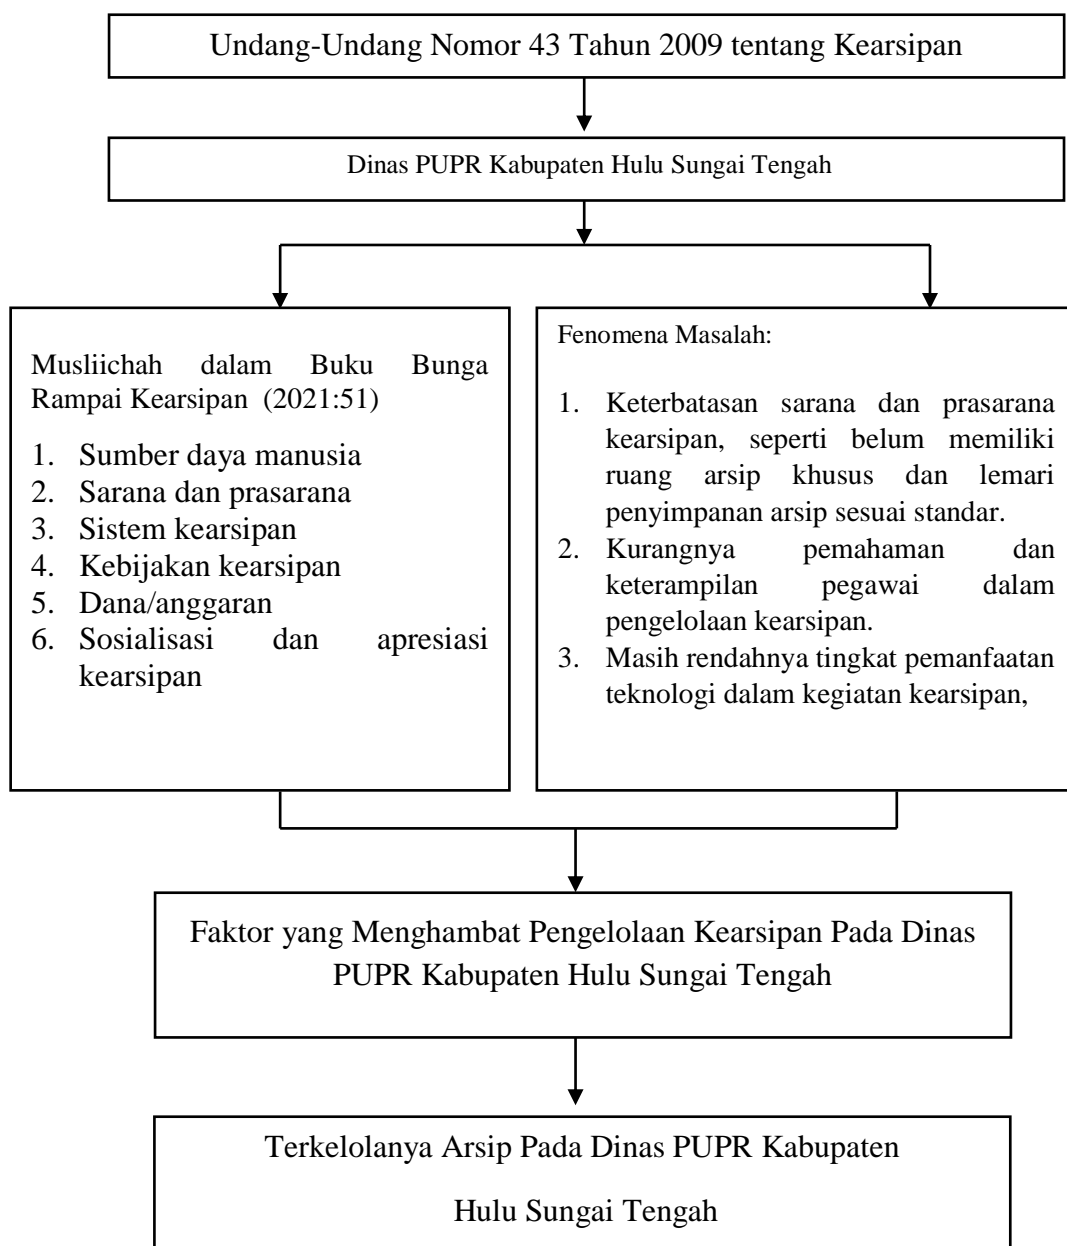 Undang-Undang Nomor 43 Tahun 2009 tentang Kearsipan
Dinas PUPR Kabupaten Hulu Sungai Tengah
Musliichah dalam Buku Bunga
Rampai Kearsipan (2021:51)
1. Sumber daya manusia
2. Sarana dan prasarana
3. Sistem kearsipan
4. Kebijakan kearsipan
5. Dana/anggaran
6. Sosialisasi dan apresiasi
kearsipan
Fenomena Masalah:
1. Keterbatasan sarana dan prasarana
kearsipan, seperti belum memiliki
ruang arsip khusus dan lemari
penyimpanan arsip sesuai standar.
2. Kurangnya pemahaman dan
keterampilan pegawai dalam
pengelolaan kearsipan.
3. Masih rendahnya tingkat pemanfaatan
teknologi dalam kegiatan kearsipan,
Faktor yang Menghambat Pengelolaan Kearsipan Pada Dinas
PUPR Kabupaten Hulu Sungai Tengah
Terkelolanya Arsip Pada Dinas PUPR Kabupaten
Hulu Sungai Tengah